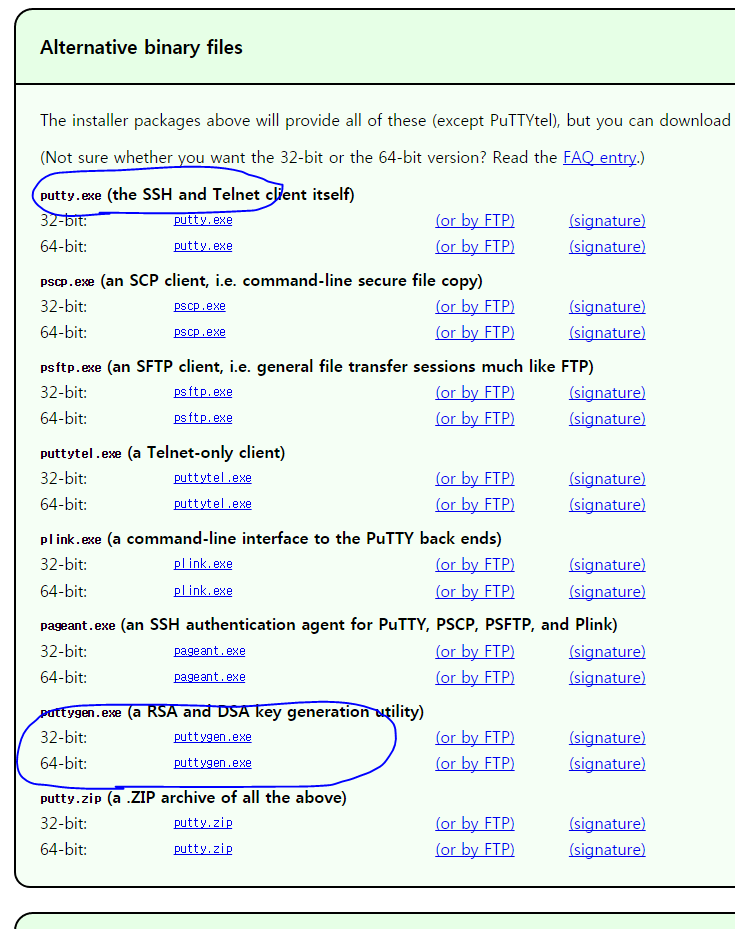 Alternative binary files
The installer packages above will provide all of these (except PuTTYtel), but you can download
(Not sure whether you want the 32-bit or the 64-bit version? Read the FAQ entry.)
putty.exe (the SSH and Telnet client itself)
32-bit: putty.exe (or by FTP) (signature)
64-bit: putty.exe (or by FTP) (signature)
pscp.exe (an SCP client, i.e. command-line secure file copy)
32-bit: pscp.exe (or by FTP) (signature)
64-bit: pscp.exe (or by FTP) (signature)
psftp.exe (an SFTP client, i.e. general file transfer sessions much like FTP)
32-bit: psftp.exe (or by FTP) (signature)
64-bit: psftp.exe (or by FTP) (signature)
puttytel.exe (a Telnet-only client)
32-bit: puttytel.exe (or by FTP) (signature)
64-bit: puttytel.exe (or by FTP) (signature)
plink.exe (a command-line interface to the PuTTY back ends)
32-bit: plink.exe (or by FTP) (signature)
64-bit: plink.exe (or by FTP) (signature)
pageant.exe (an SSH authentication agent for PuTTY, PSCP, PSFTP, and Plink)
32-bit: pageant.exe (or by FTP) (signature)
64-bit: pageant.exe (or by FTP) (signature)
puttygen.exe (a RSA and DSA key generation utility)
32-bit: puttygen.exe (or by FTP) (signature)
64-bit: puttygen.exe (or by FTP) (signature)
putty.zip (a .ZIP archive of all the above)
32-bit: putty.zip (or by FTP) (signature)
64-bit: putty.zip (or by FTP) (signature)